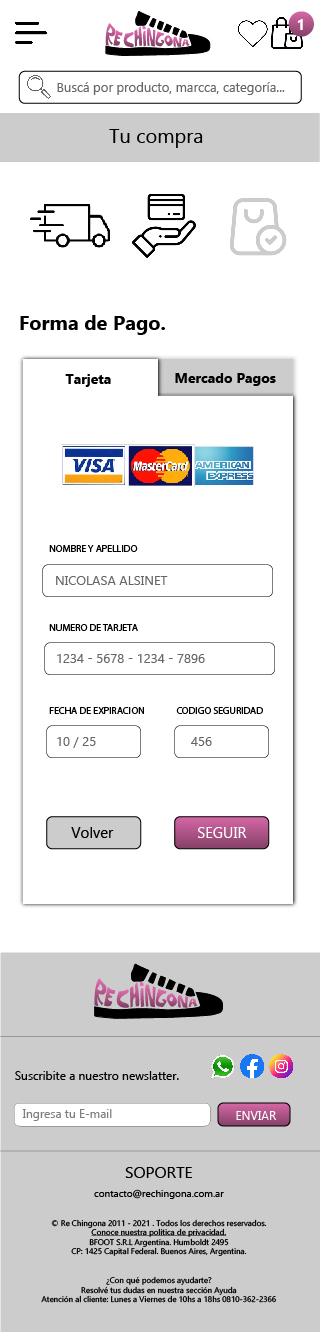 RE CHINGONA
1
Buscá por producto, marcca, categoría...
Tu compra
Forma de Pago.
Tarjeta
Mercado Pagos
VISA
MasterCard
AMERICAN
EXPRESS
NOMBRE Y APELLIDO
NICOLASA ALSINET
NUMERO DE TARJETA
1234 - 5678 - 1234 - 7896
FECHA DE EXPIRACION
CODIGO SEGURIDAD
10 / 25
456
Volver
SEGUIR
RE CHINGONA
Suscribite a nuestro newslatter.
Ingresa tu E-mail
ENVIAR
SOPORTE
contacto@rechingona.com.ar
© Re Chingona 2011 - 2021 . Todos los derechos reservados.
Conoce nuestra política de privacidad.
BFOOT S.R.L Argentina. Humboldt 2495
CP: 1425 Capital Federal. Buenos Aires, Argentina.
¿Con qué podemos ayudarte?
Resolvé tus dudas en nuestra sección Ayuda
Atención al cliente: Lunes a Viernes de 10hs a 18hs 0810-362-2366